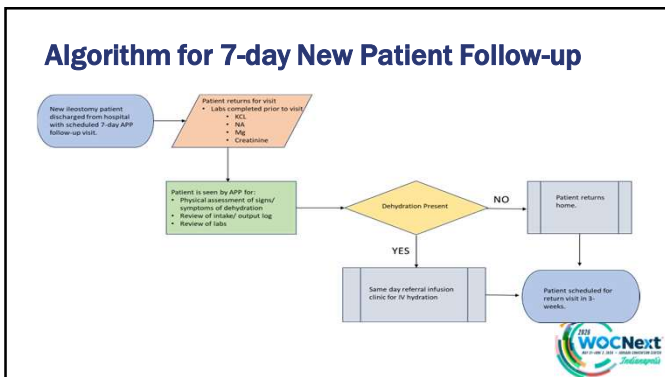 Algorithm for 7-day New Patient Follow-up
New ileostomy patient
discharged from hospital
with scheduled 7-day APP
follow-up visit.
Patient returns for visit
• Labs completed prior to visit
• KCL
• NA
• Mg
• Creatinine
Patient is seen by APP for:
• Physical assessment of signs/
symptoms of dehydration
• Review of intake/ output log
• Review of labs
Dehydration Present
NO
Patient returns
home.
YES
Same day referral infusion
clinic for IV hydration
Patient scheduled for
return visit in 3-
weeks.
2026
WOCNext
Indianapolis